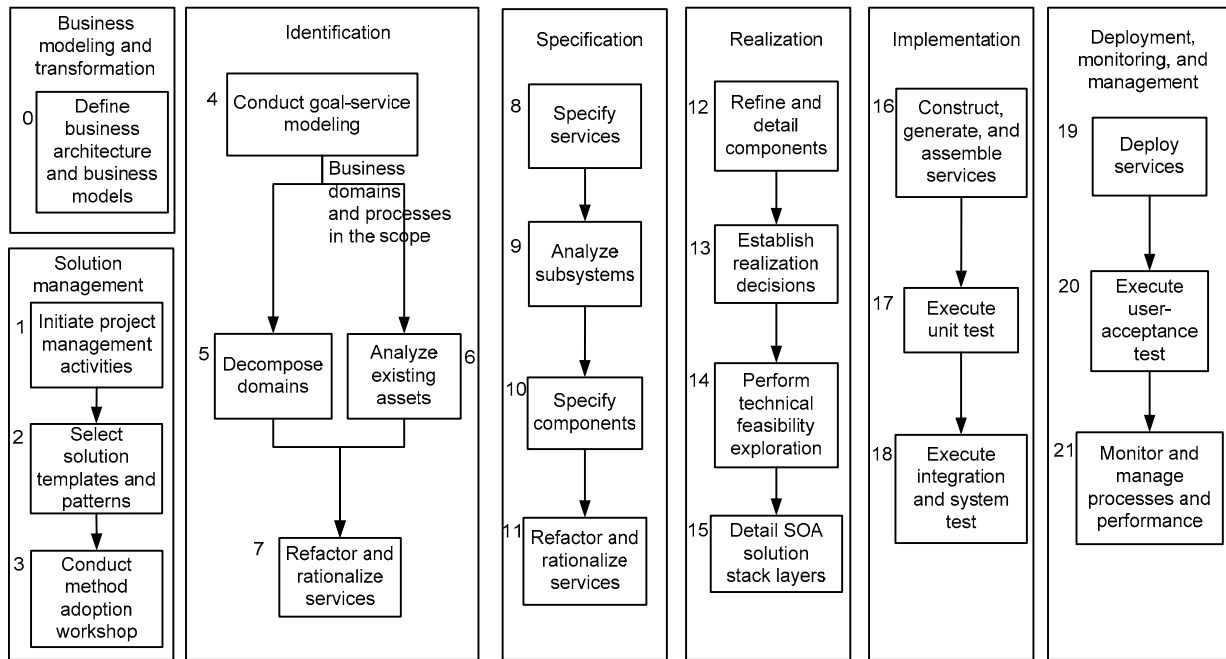 Business
modeling and
transformation
0
Define
business
architecture
and business
models
Solution
management
1
Initiate project
management
activities
2
Select
solution
templates and
patterns
3
Conduct
method
adoption
workshop
Identification
4
Conduct goal-service
modeling
Business
domains
and processes
in the scope
5
Decompose
domains
Analyze
existing
assets
6
7
Refactor and
rationalize
services
Specification
8
Specify
services
9
Analyze
subsystems
10
Specify
components
11
Refactor and
rationalize
services
Realization
12
Refine and
detail
components
13
Establish
realization
decisions
14
Perform
technical
feasibility
exploration
15
Detail SOA
solution
stack layers
Implementation
16
Construct,
generate, and
assemble
services
17
Execute
unit test
18
Execute
integration
and system
test
Deployment,
monitoring, and
management
19
Deploy
services
20
Execute
user-
acceptance
test
21
Monitor and
manage
processes and
performance